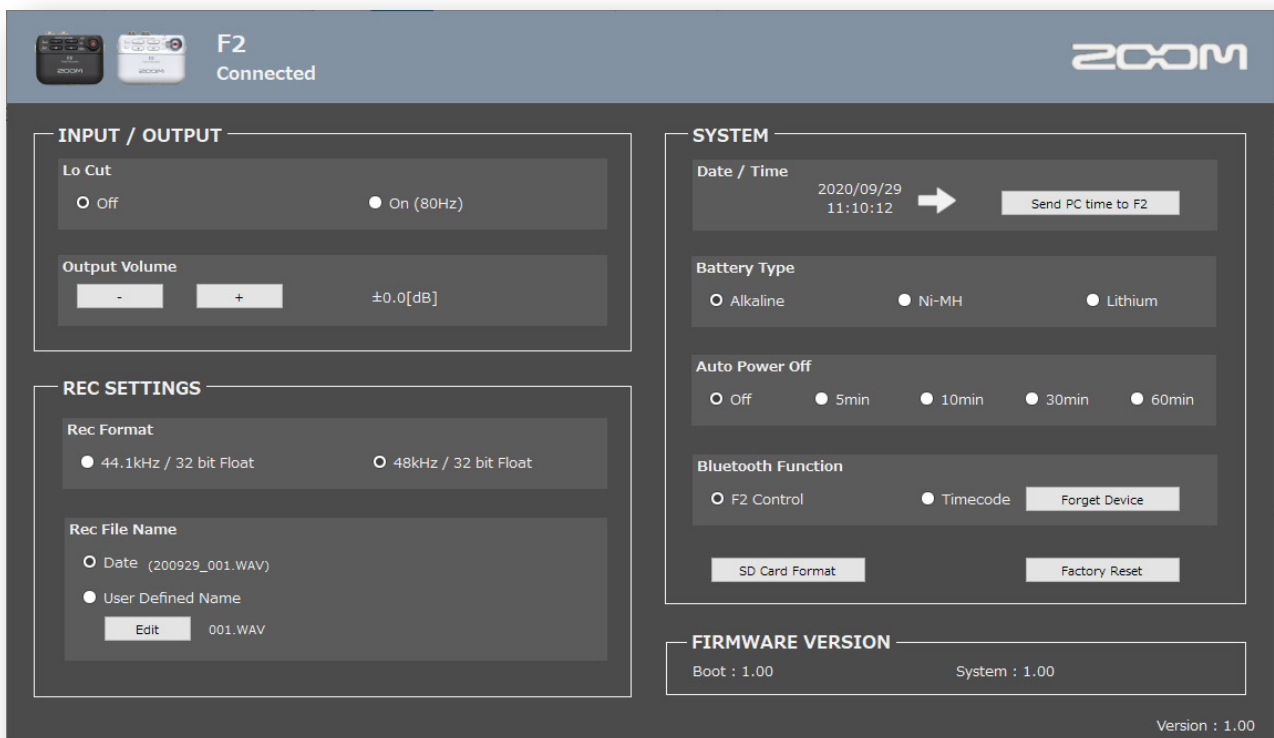 F2
Connected
ZOOM
INPUT / OUTPUT
Lo Cut
Off On (80Hz)
Output Volume
- + ±0.0[dB]
REC SETTINGS
Rec Format
44.1kHz / 32 bit Float 48kHz / 32 bit Float
Rec File Name
Date (200929_001.WAV)
User Defined Name
Edit 001.WAV
SYSTEM
Date / Time
2020/09/29
11:10:12
Send PC time to F2
Battery Type
Alkaline Ni-MH Lithium
Auto Power Off
Off 5min 10min 30min 60min
Bluetooth Function
F2 Control Timecode Forget Device
SD Card Format Factory Reset
FIRMWARE VERSION
Boot : 1.00 System : 1.00
Version : 1.00